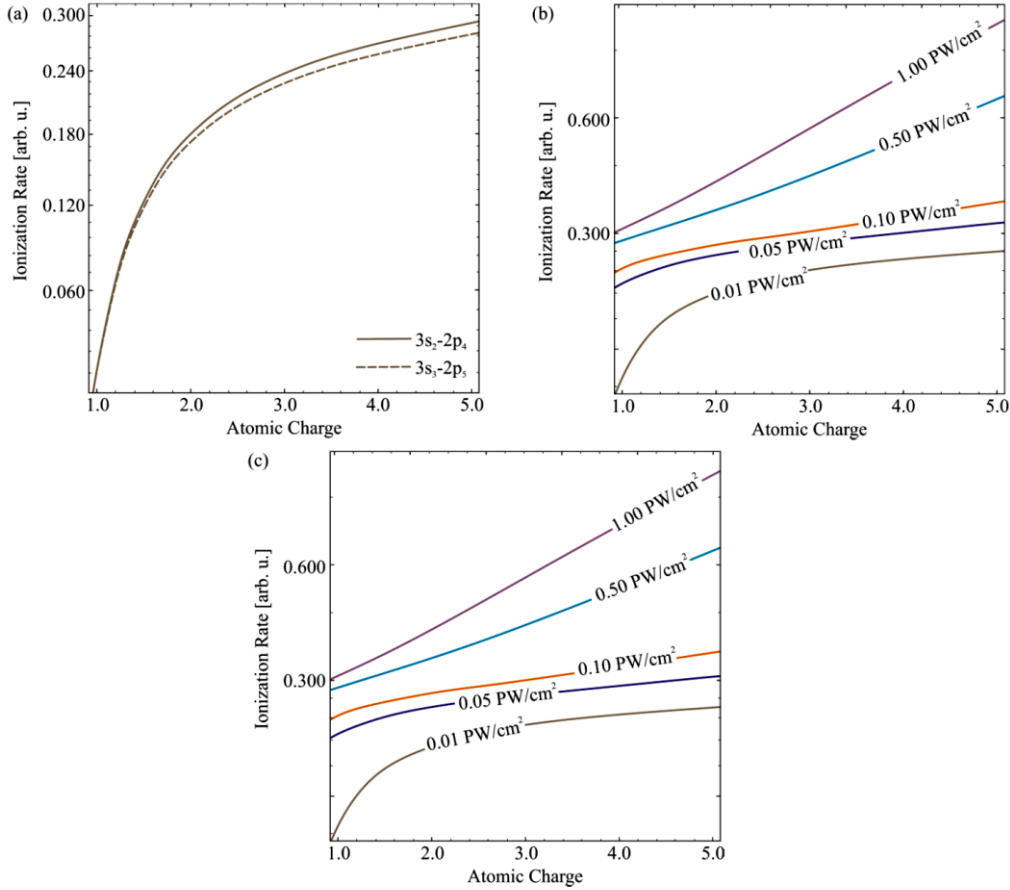 (a)
Ionization Rate [arb. u.]
0.300
0.240
0.180
0.120
0.060
3s₂-2p₄
3s₃-2p₅
1.0 2.0 3.0 4.0 5.0
Atomic Charge
(b)
Ionization Rate [arb. u.]
0.600
0.300
1.00 PW/cm²
0.50 PW/cm²
0.10 PW/cm²
0.05 PW/cm²
0.01 PW/cm²
1.0 2.0 3.0 4.0 5.0
Atomic Charge
(c)
Ionization Rate [arb. u.]
0.600
0.300
1.00 PW/cm²
0.50 PW/cm²
0.10 PW/cm²
0.05 PW/cm²
0.01 PW/cm²
1.0 2.0 3.0 4.0 5.0
Atomic Charge